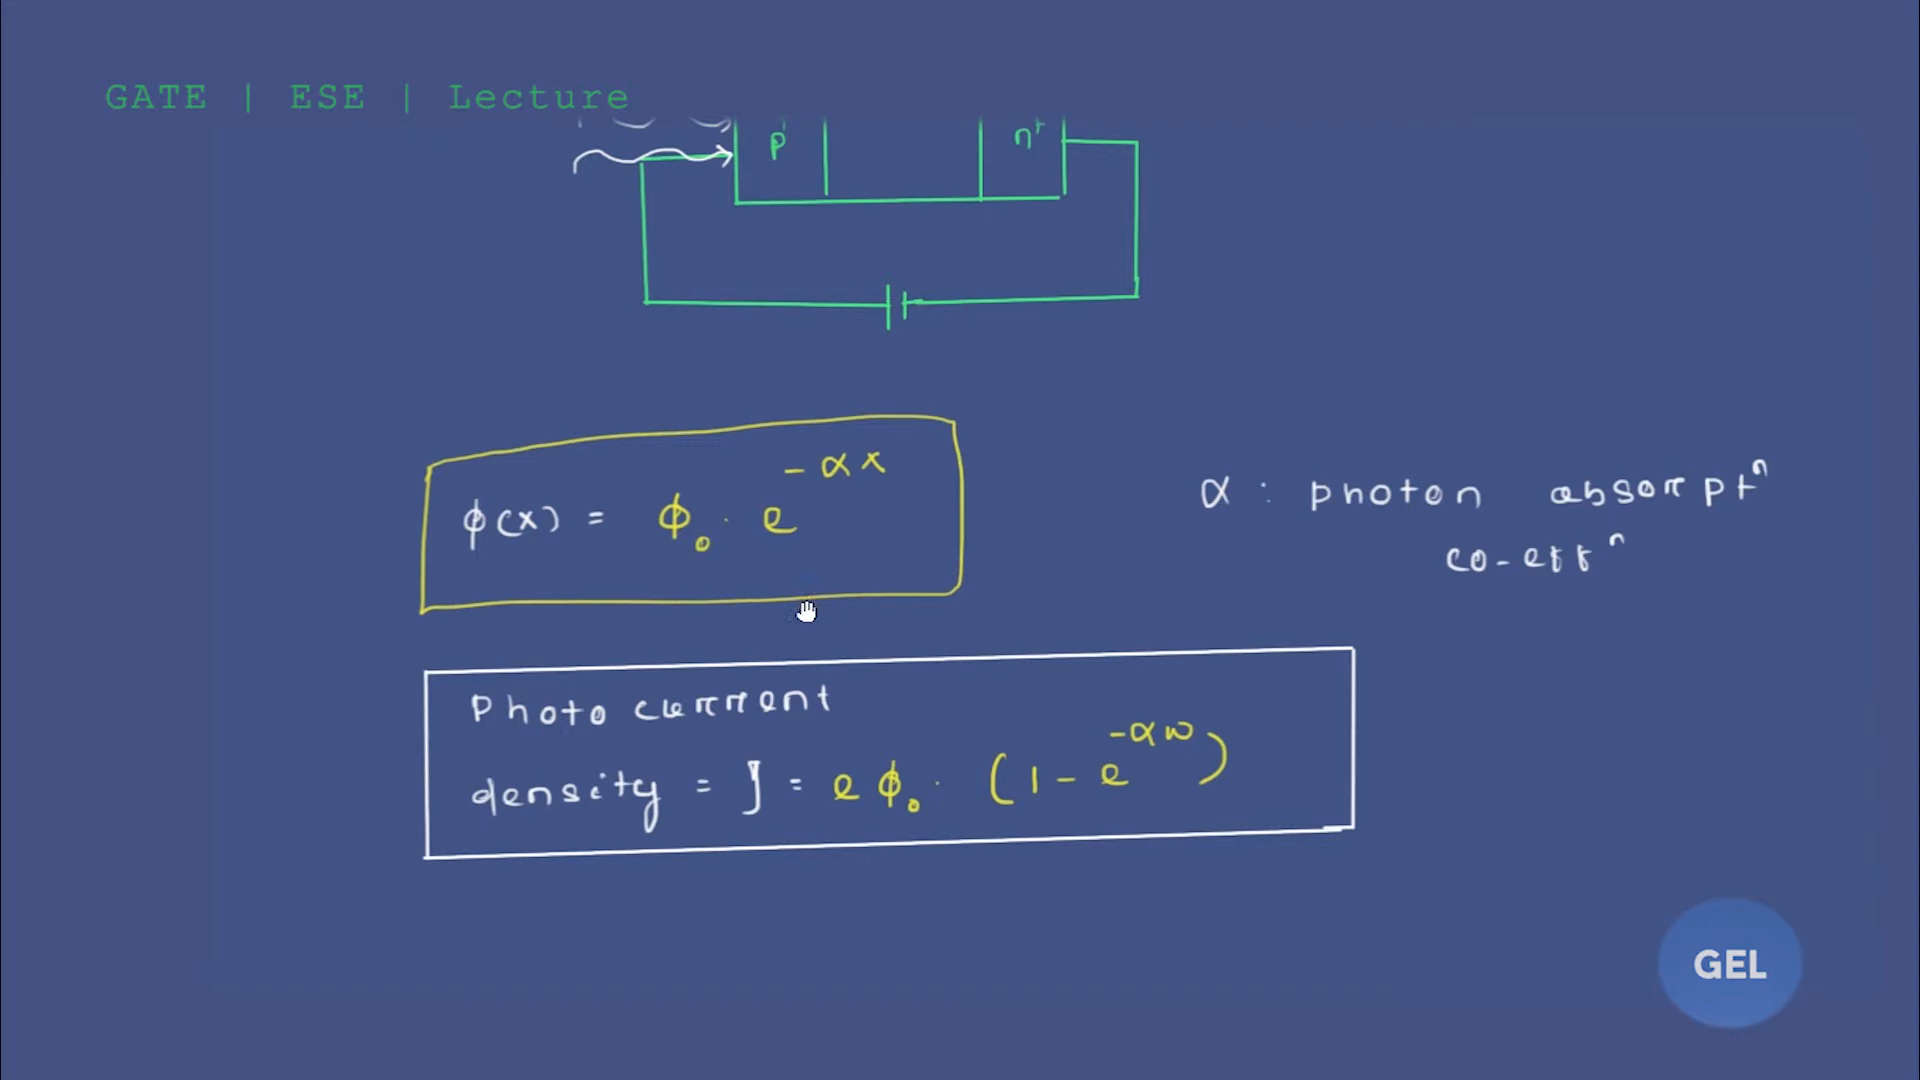 GATE | ESE | Lecture
p n⁺
ϕ(x) = ϕ₀ · e^(-αx)
α : photon absorptⁿ
co-effⁿ
Photo current
density = J = eϕ₀ · (1 - e^(-αw))
GEL